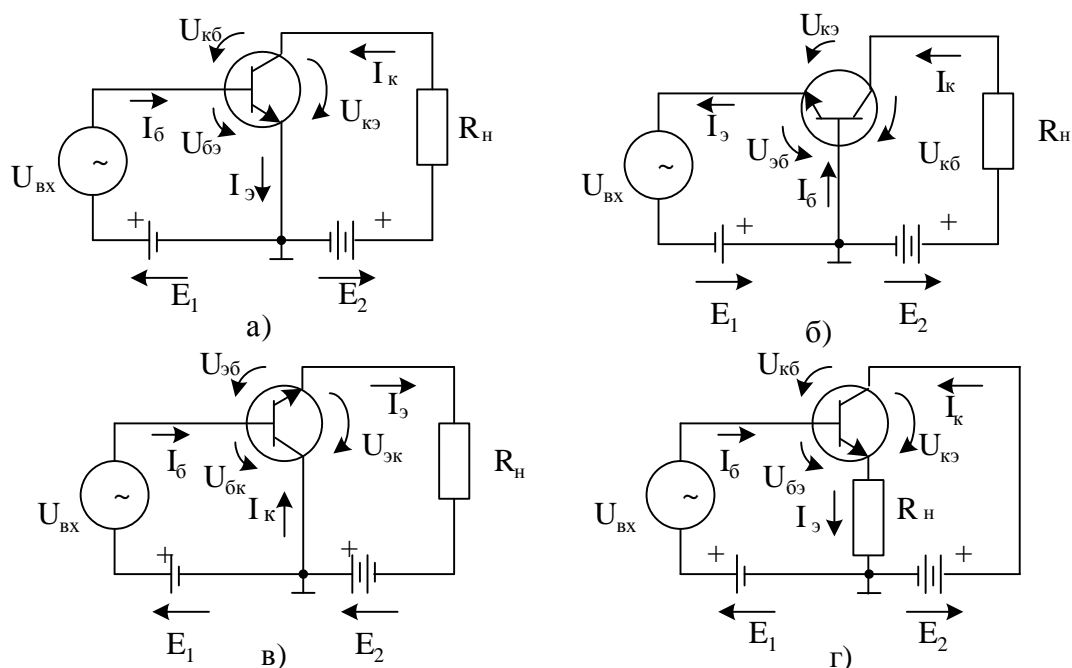 Uкб
Iк
Iб
Uбэ
Uкэ
Rн
Uвх
Iэ
+
+
E1
E2
а)
Uкэ
Iк
Iэ
Uэб
Uкб
Rн
Uвх
Iб
+
+
E1
E2
б)
Uэб
Iэ
Iб
Uбк
Uэк
Rн
Uвх
Iк
+
+
E1
E2
в)
Uкб
Iк
Iб
Uбэ
Uкэ
Uвх
Iэ
Rн
+
+
E1
E2
г)